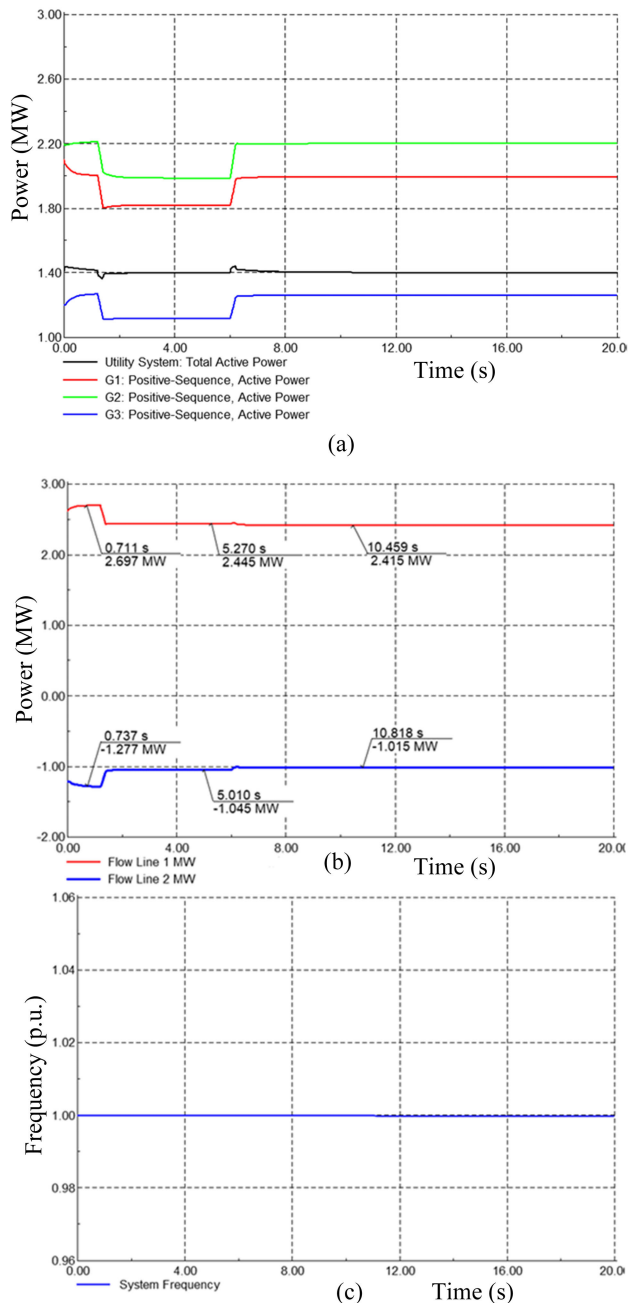 3.00
2.60
2.20
1.80
1.40
1.00
Power (MW)
0.00 4.00 8.00 12.00 16.00 20.00
Time (s)
Utility System: Total Active Power
G1: Positive-Sequence, Active Power
G2: Positive-Sequence, Active Power
G3: Positive-Sequence, Active Power
(a)
3.00
2.00
1.00
0.00
-1.00
-2.00
Power (MW)
0.711 s
2.697 MW
5.270 s
2.445 MW
10.459 s
2.415 MW
0.737 s
-1.277 MW
10.818 s
-1.015 MW
5.010 s
-1.045 MW
0.00 4.00 8.00 12.00 16.00 20.00
Flow Line 1 MW
Flow Line 2 MW
(b)
Time (s)
1.06
1.04
1.02
1.00
0.98
0.96
Frequency (p.u.)
0.00 4.00 8.00 12.00 16.00 20.00
System Frequency
(c)
Time (s)